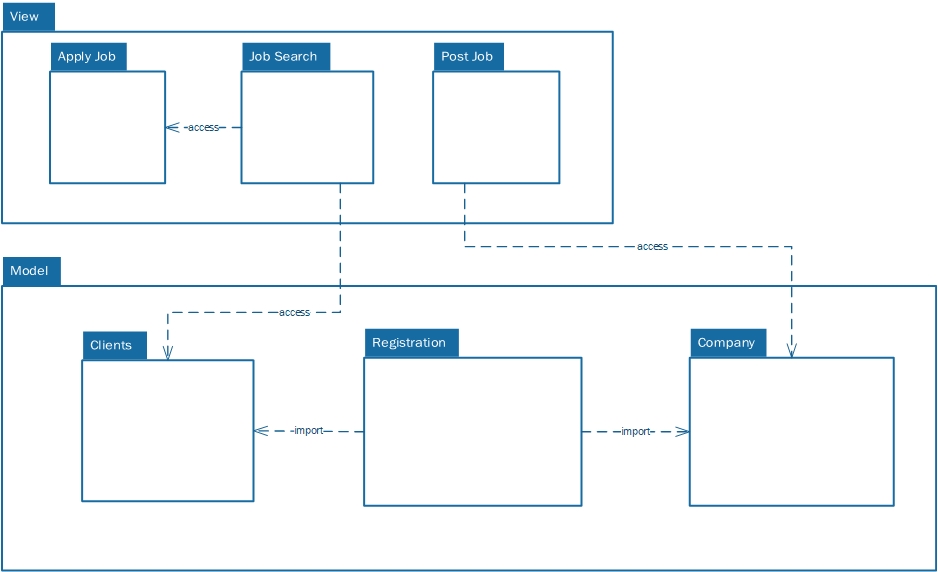 View
Apply Job
Job Search
Post Job
access
access
Model
access
Clients
Registration
Company
import
import